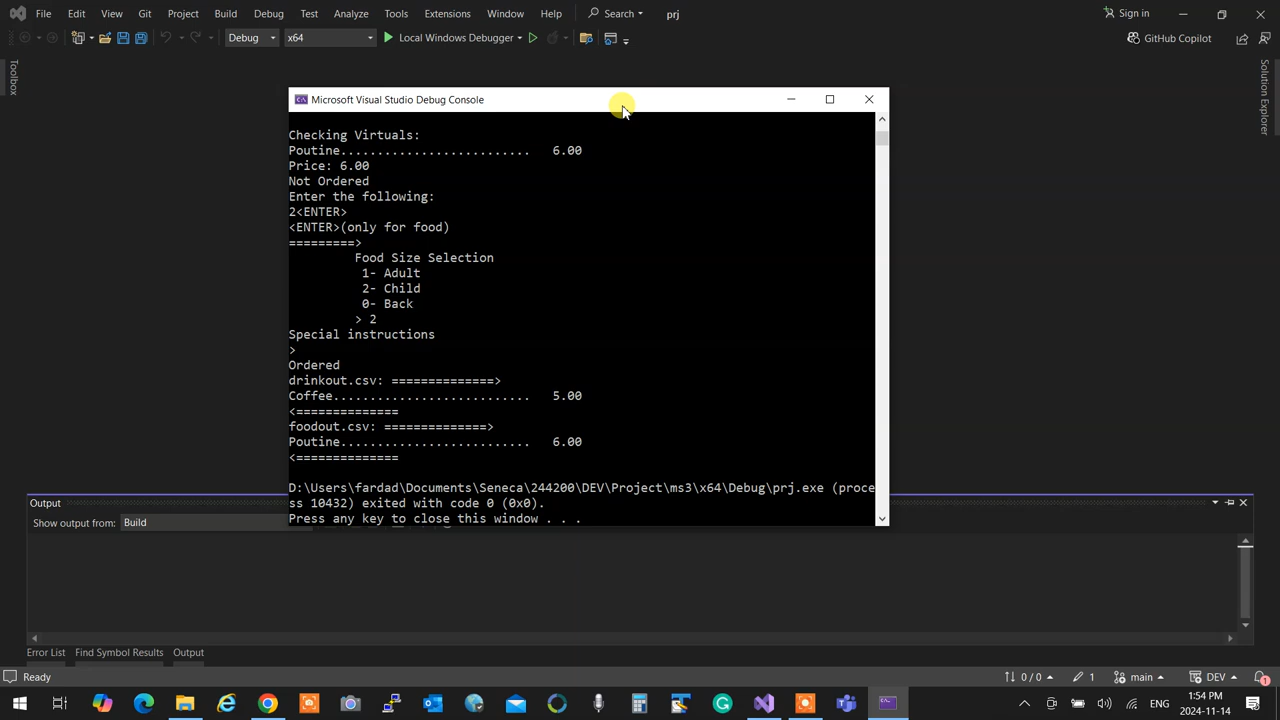 File Edit View Git Project Build Debug Test Analyze Tools Extensions Window Help Search prj Sign in
Debug x64 Local Windows Debugger GitHub Copilot
Toolbox
Solution Explorer
Microsoft Visual Studio Debug Console
Checking Virtuals:
Poutine.......................... 6.00
Price: 6.00
Not Ordered
Enter the following:
2<ENTER>
<ENTER>(only for food)
=========>
Food Size Selection
1- Adult
2- Child
0- Back
> 2
Special instructions
>
Ordered
drinkout.csv: ==============>
Coffee........................... 5.00
<==============
foodout.csv: ==============>
Poutine.......................... 6.00
<==============
D:\Users\fardad\Documents\Seneca\244200\DEV\Project\ms3\x64\Debug\prj.exe (proce
ss 10432) exited with code 0 (0x0).
Press any key to close this window . . .
Output
Show output from: Build
Error List Find Symbol Results Output
Ready 0 / 0 1 main DEV 1
ENG 1:54 PM
2024-11-14